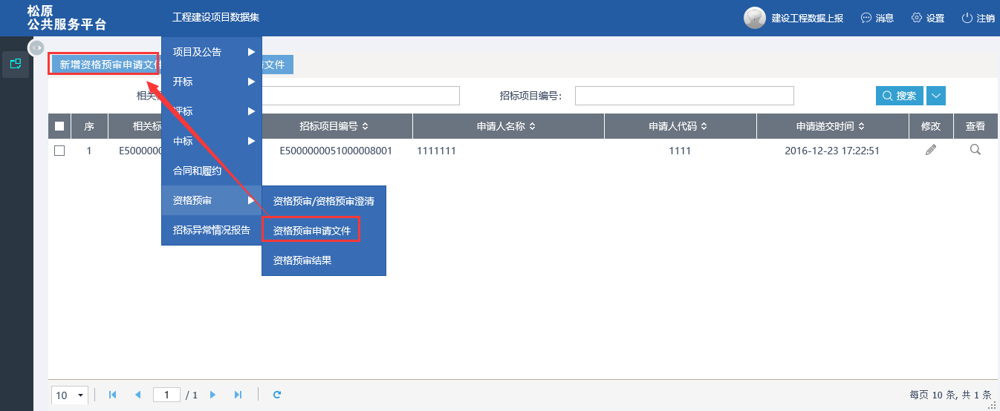 松原
公共服务平台
工程建设项目数据集
建设工程数据上报
消息
设置
注销
项目及公告
开标
评标
中标
合同和履约
资格预审
招标异常情况报告
资格预审/资格预审澄清
资格预审申请文件
资格预审结果
新增资格预审申请文件
请文件
相关标
招标项目编号:
搜索
序 相关标 招标项目编号 申请人名称 申请人代码 申请递交时间 修改 查看
1 E5000000 E5000000051000008001 1111111 1111 2016-12-23 17:22:51
10 1 / 1 每页 10 条, 共 1 条